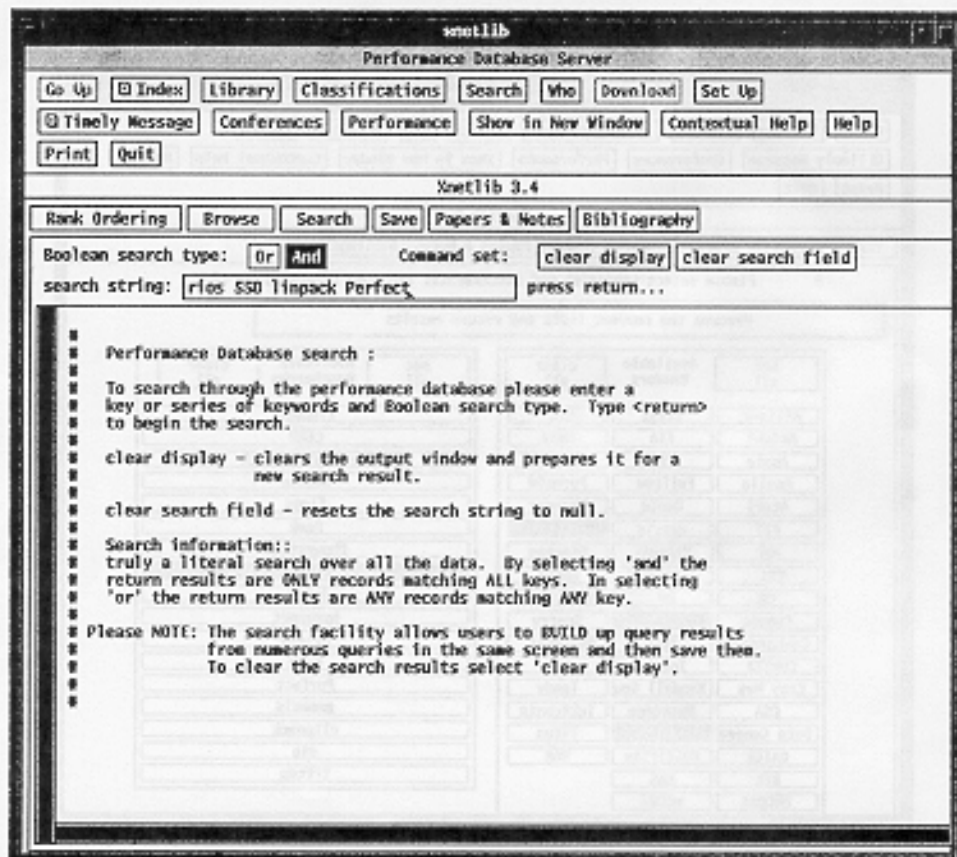 xnetlib
Performance Database Server
Go Up Index Library Classifications Search Who Download Set Up
Timely Message Conferences Performance Show in New Window Contextual Help Help
Print Quit
Xnetlib 3.4
Rank Ordering Browse Search Save Papers & Notes Bibliography
Boolean search type: Or And Command set: clear display clear search field
search string: rios 550 linpack Perfect press return...
#
# Performance Database search :
#
# To search through the performance database please enter a
# key or series of keywords and Boolean search type. Type <return>
# to begin the search.
#
# clear display - clears the output window and prepares it for a
# new search result.
#
# clear search field - resets the search string to null.
#
# Search information::
# truly a literal search over all the data. By selecting 'and' the
# return results are ONLY records matching ALL keys. In selecting
# 'or' the return results are ANY records matching ANY key.
#
# Please NOTE: The search facility allows users to BUILD up query results
# from numerous queries in the same screen and then save them.
# To clear the search results select 'clear display'.
#
#